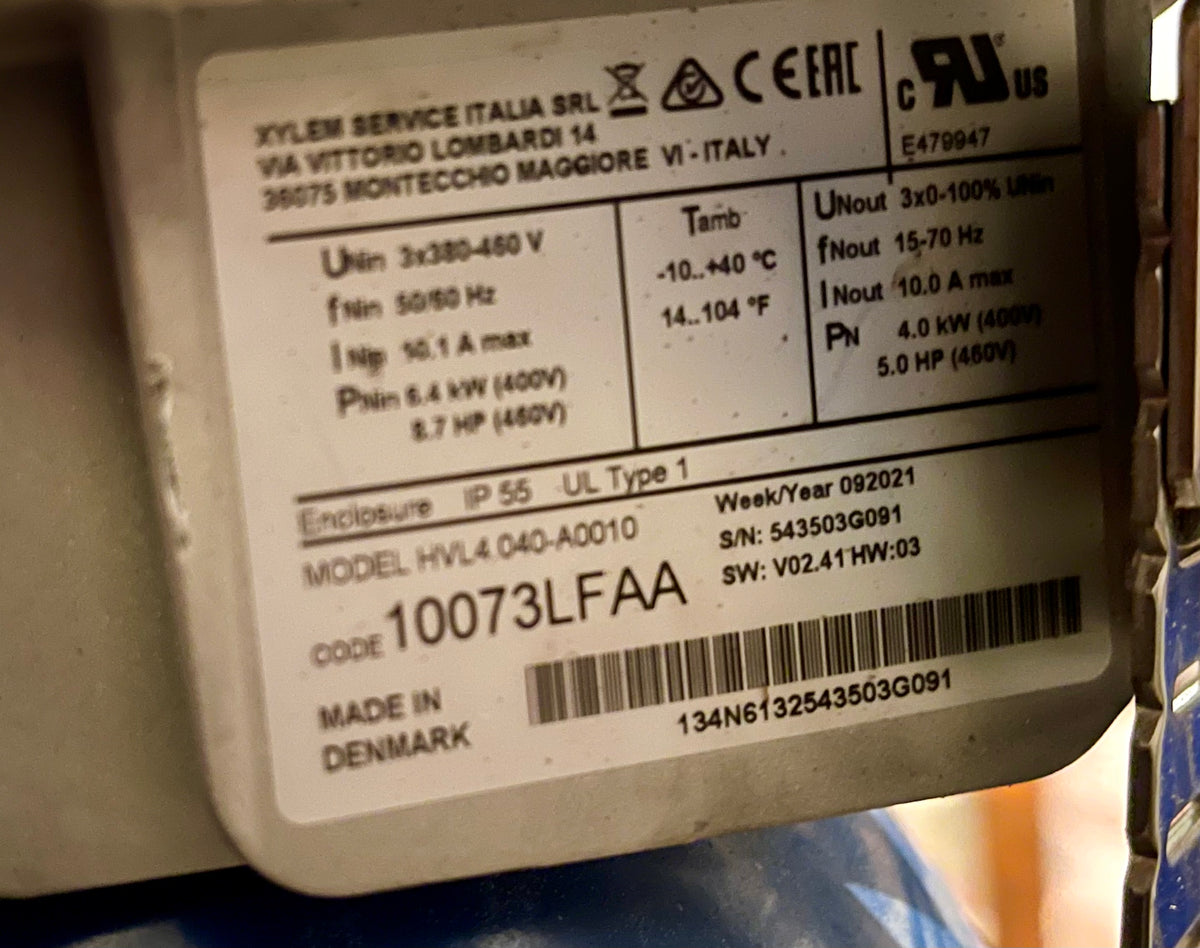 XYLEM SERVICE ITALIA SRL
VIA VITTORIO LOMBARDI 14
36075 MONTECCHIO MAGGIORE VI - ITALY
CE EAC
c RU US
E479947
UNin 3x380-460 V
fNin 50/60 Hz
INin 10.1 A max
PNin 6.4 kW (400V)
8.7 HP (460V)
Tamb
-10..+40 °C
14..104 °F
UNout 3x0-100% UNin
fNout 15-70 Hz
INout 10.0 A max
PN 4.0 kW (400V)
5.0 HP (460V)
Enclosure IP 55 UL Type 1
MODEL HVL4.040-A0010
CODE 10073LFAA
Week/Year 092021
S/N: 543503G091
SW: V02.41 HW:03
MADE IN
DENMARK
134N6132543503G091